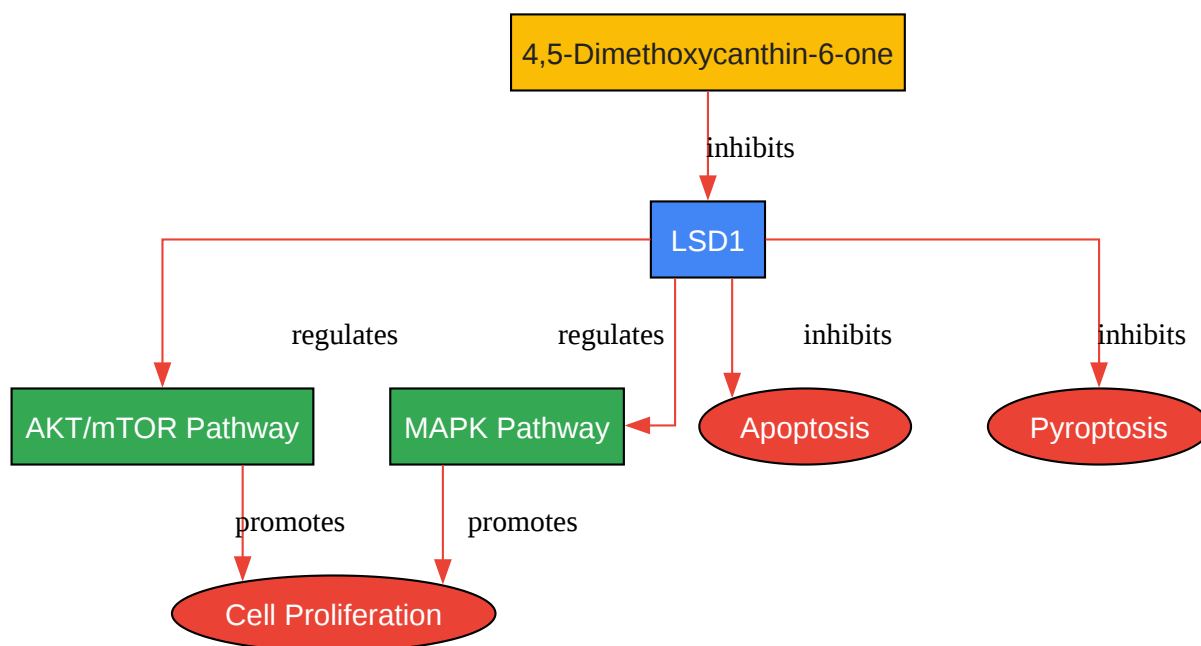 4,5-Dimethoxycanthin-6-one
inhibits
LSD1
regulates
regulates
inhibits
inhibits
AKT/mTOR Pathway
MAPK Pathway
Apoptosis
Pyroptosis
promotes
promotes
Cell Proliferation